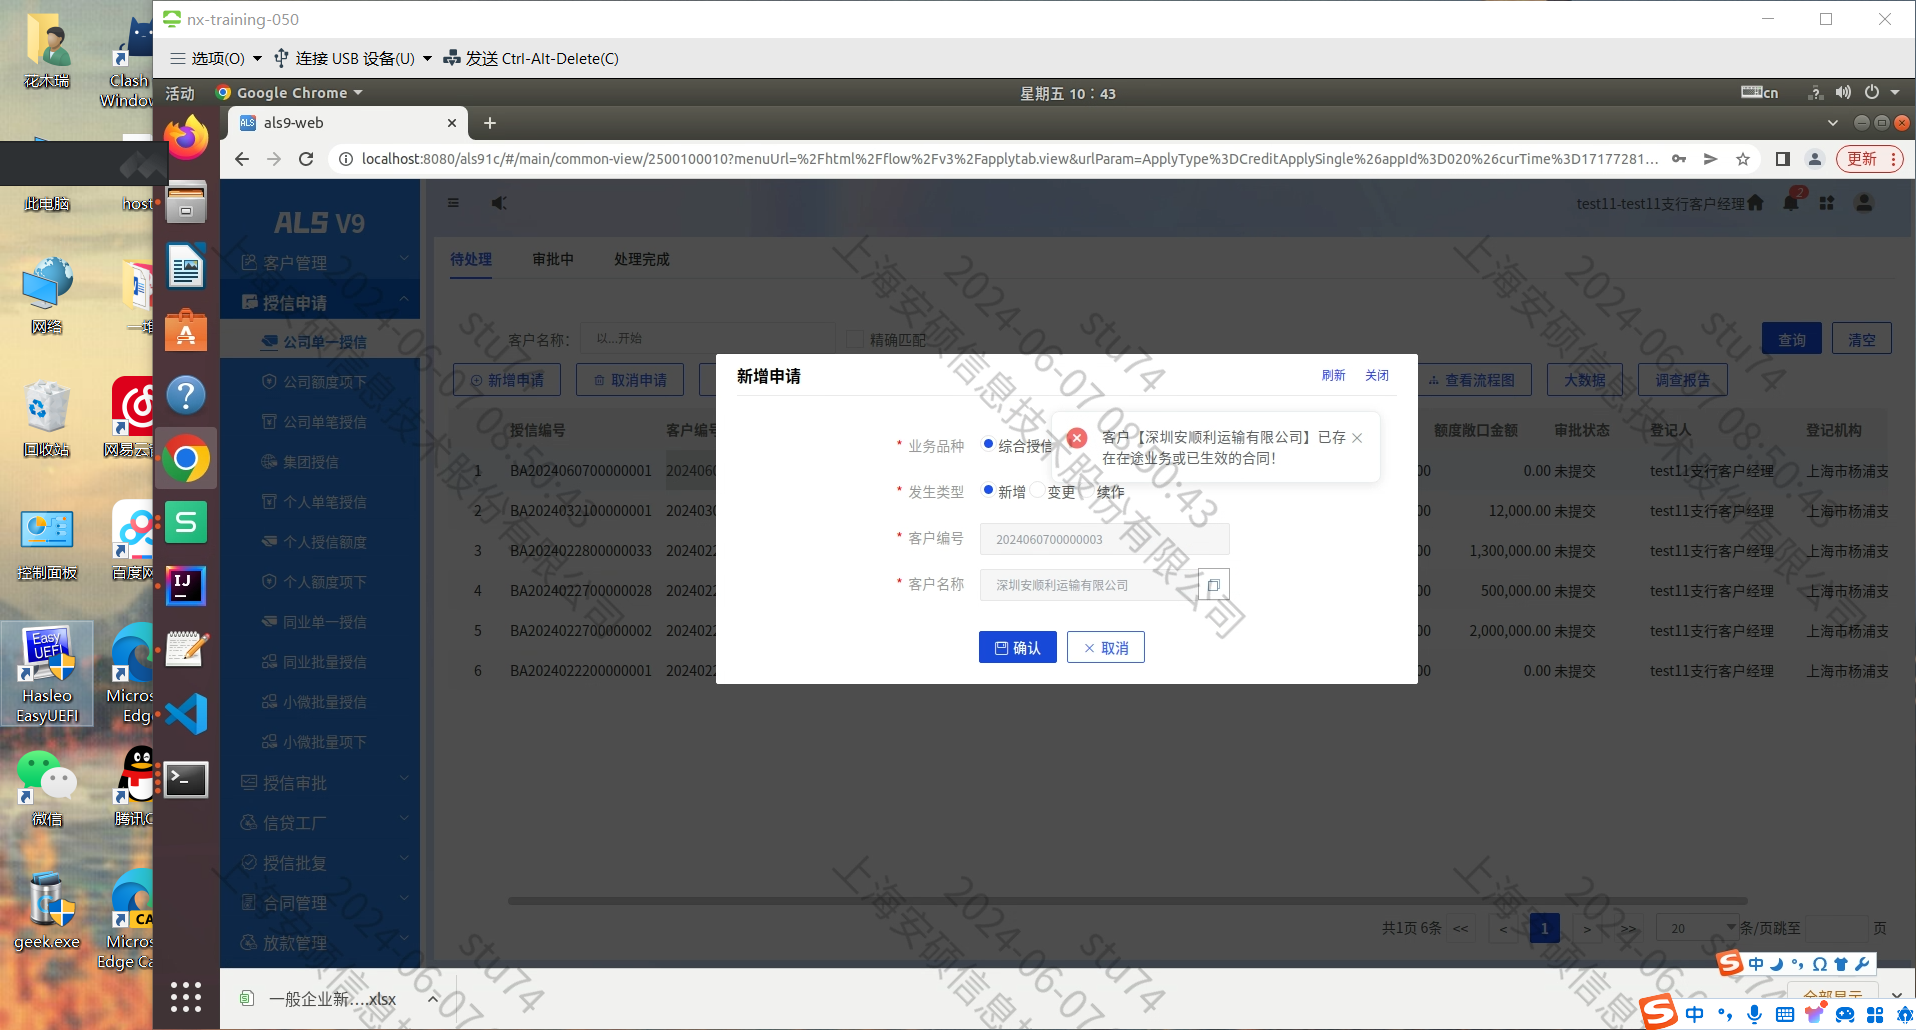 nx-training-050
选项(O) 连接 USB 设备(U) 发送 Ctrl-Alt-Delete(C)
活动 Google Chrome 星期五 10：43 cn
als9-web
localhost:8080/als91c/#/main/common-view/2500100010?menuUrl=%2Fhtml%2Fflow%2Fv3%2Fapplytab.view&urlParam=ApplyType%3DCreditApplySingle%26appId%3D020%26curTime%3D17177281... 更新
花木瑞
Clash
Window
此电脑
host
网络
回收站
网易云音
控制面板
百度网
Easy
UEFI
Hasleo
EasyUEFI
Micros
Edg
微信
腾讯
geek.exe
Micros
Edge Ca
CA
ALS V9
客户管理
授信申请
公司单一授信
公司额度项下
公司单笔授信
集团授信
个人单笔授信
个人授信额度
个人额度项下
同业单一授信
同业批量授信
小微批量授信
小微批量项下
授信审批
信贷工厂
授信批复
合同管理
放款管理
test11-test11支行客户经理 2
待处理 审批中 处理完成
客户名称: 以...开始 精确匹配 查询 清空
新增申请 取消申请 查看流程图 大数据 调查报告
授信编号 客户编号 额度敞口金额 审批状态 登记人 登记机构
1 BA2024060700000001 202406 00 0.00 未提交 test11支行客户经理 上海市杨浦支
2 BA2024032100000001 202403 00 12,000.00 未提交 test11支行客户经理 上海市杨浦支
3 BA2024022800000033 202422 00 1,300,000.00 未提交 test11支行客户经理 上海市杨浦支
4 BA2024022700000028 202422 00 500,000.00 未提交 test11支行客户经理 上海市杨浦支
5 BA2024022700000002 202422 00 2,000,000.00 未提交 test11支行客户经理 上海市杨浦支
6 BA2024022200000001 202422 00 0.00 未提交 test11支行客户经理 上海市杨浦支
新增申请 刷新 关闭
客户【深圳安顺利运输有限公司】已存
在在途业务或已生效的合同！
* 业务品种 综合授信
* 发生类型 新增 变更 续作
* 客户编号 2024060700000003
* 客户名称 深圳安顺利运输有限公司
确认 取消
共1页 6条 << < 1 > >> 20 条/页跳至 页
一般企业新....xlsx
全部显示
中
中
stu74
上海安硕信息技术股份有限公司
2024-06-07 08:50:43